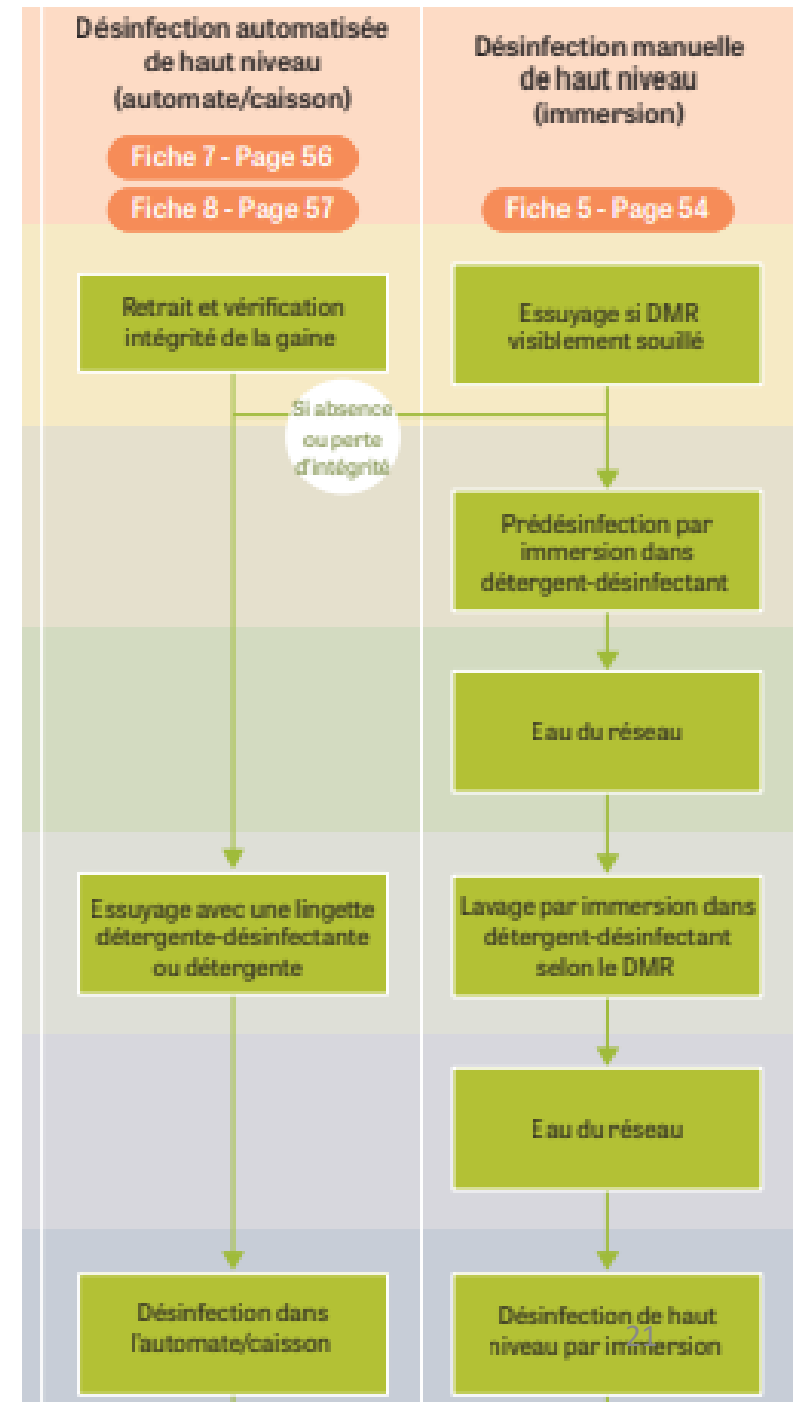 Désinfection automatisée
de haut niveau
(automate/caisson)
Fiche 7 - Page 56
Fiche 8 - Page 57
Désinfection manuelle
de haut niveau
(immersion)
Fiche 5 - Page 54
Retrait et vérification
intégrité de la gaine
Essuyage si DMR
visiblement souillé
Si absence
ou perte
d'intégrité
Prédésinfection par
immersion dans
détergent-désinfectant
Eau du réseau
Essuyage avec une lingette
détergente-désinfectante
ou détergente
Lavage par immersion dans
détergent-désinfectant
selon le DMR
Eau du réseau
Désinfection dans
l'automate/caisson
Désinfection de haut
niveau par immersion
21